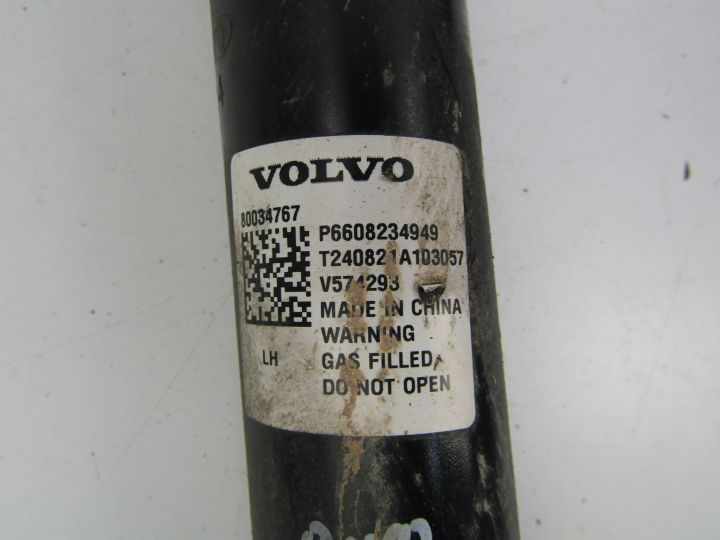 VOLVO
80034767
P6608234949
T240821A103057
V574293
MADE IN CHINA
WARNING
LH
GAS FILLED
DO NOT OPEN